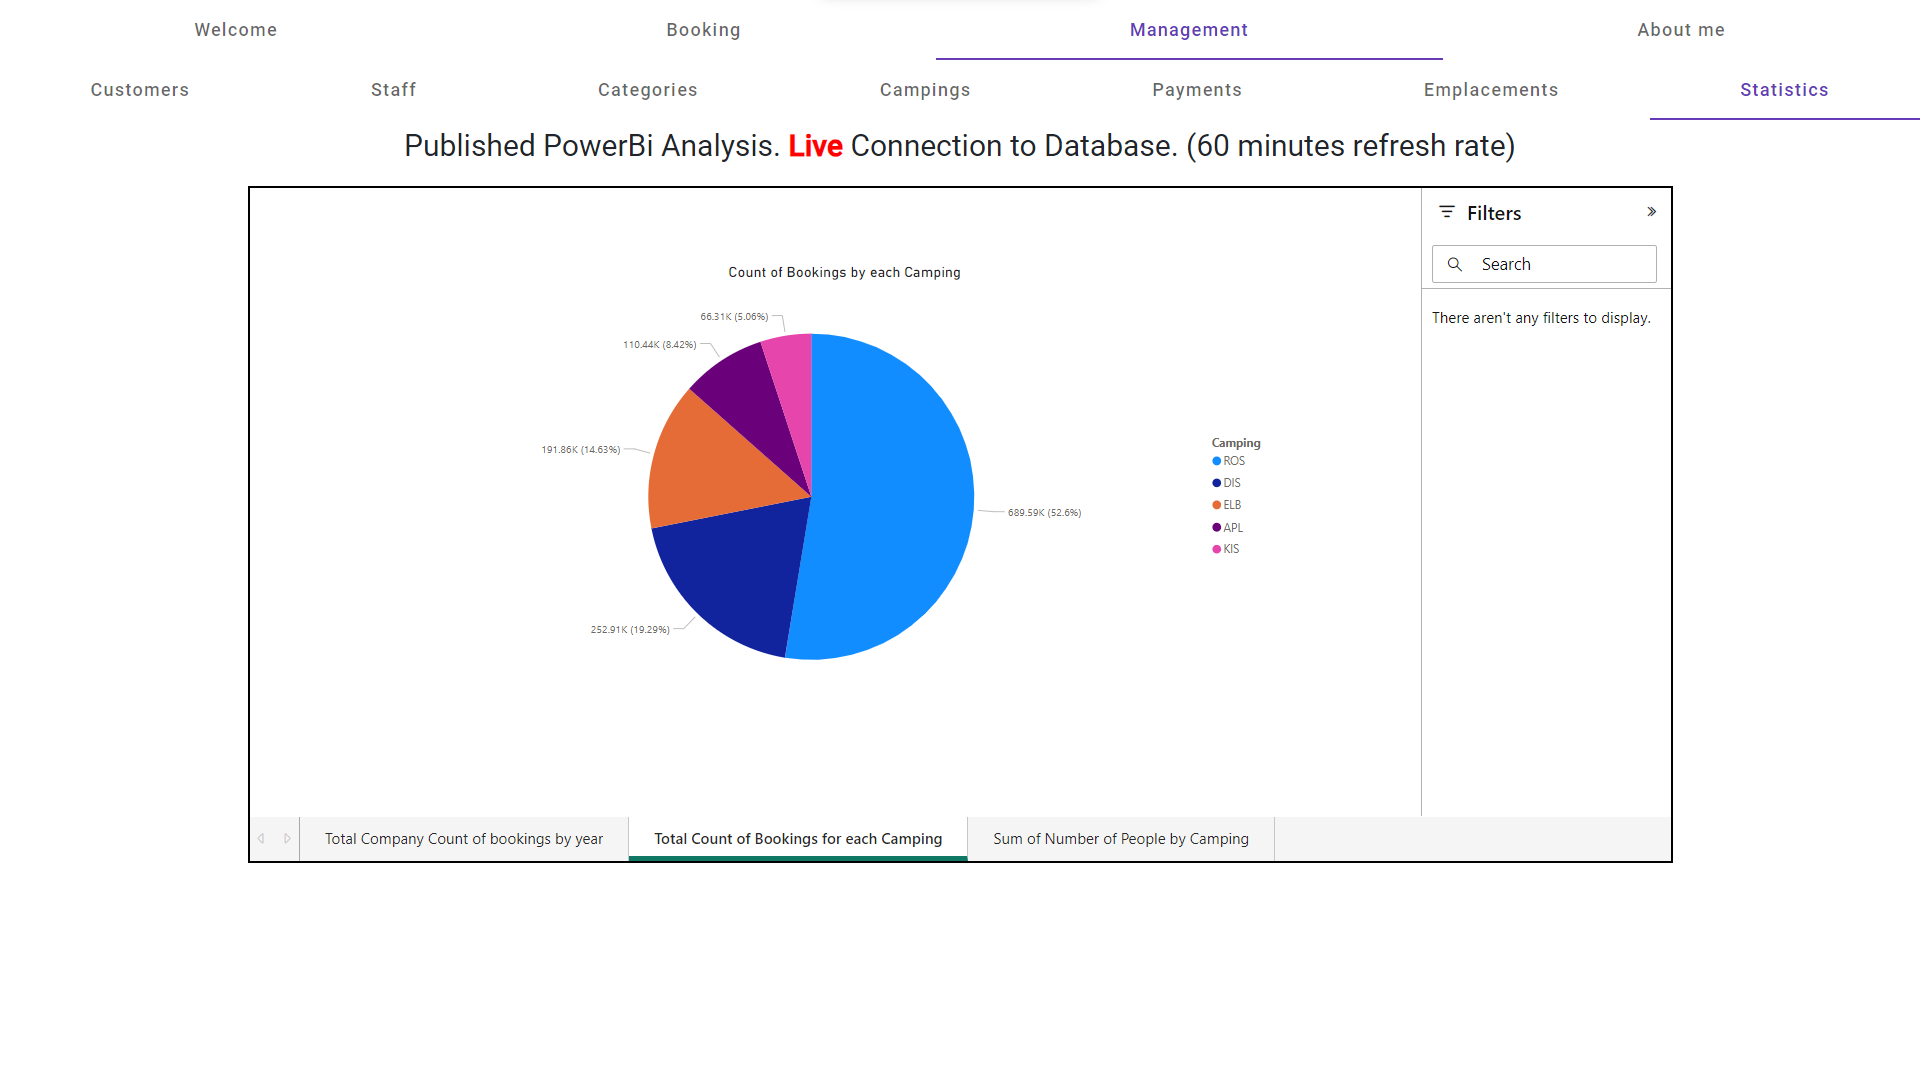 Welcome Booking Management About me
Customers Staff Categories Campings Payments Emplacements Statistics
Published PowerBi Analysis. Live Connection to Database. (60 minutes refresh rate)
Filters
Search
There aren't any filters to display.
Count of Bookings by each Camping
66.31K (5.06%)
110.44K (8.42%)
191.86K (14.63%)
689.59K (52.6%)
252.91K (19.29%)
Camping
ROS
DIS
ELB
APL
KIS
Total Company Count of bookings by year Total Count of Bookings for each Camping Sum of Number of People by Camping